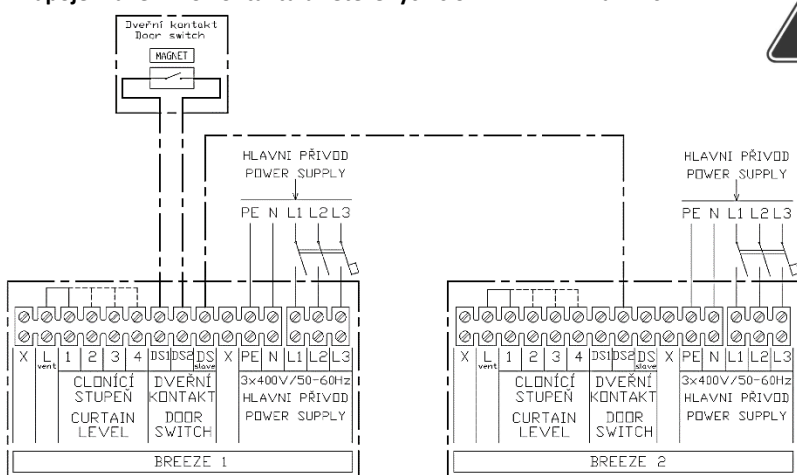 Dveřní kontakt
Door switch
MAGNET
HLAVNI PŘIVOD
POWER SUPPLY
PE N L1 L2 L3
HLAVNI PŘIVOD
POWER SUPPLY
PE N L1 L2 L3
X L vent 1 2 3 4 DS1 DS2 DS slave X PE N L1 L2 L3
CLONÍCÍ STUPEŇ
CURTAIN LEVEL
DVEŘNÍ KONTAKT
DOOR SWITCH
3x400V/50-60Hz
HLAVNI PŘIVOD
POWER SUPPLY
BREEZE 1
X L vent 1 2 3 4 DS1 DS2 DS slave X PE N L1 L2 L3
CLONÍCÍ STUPEŇ
CURTAIN LEVEL
DVEŘNÍ KONTAKT
DOOR SWITCH
3x400V/50-60Hz
HLAVNI PŘIVOD
POWER SUPPLY
BREEZE 2